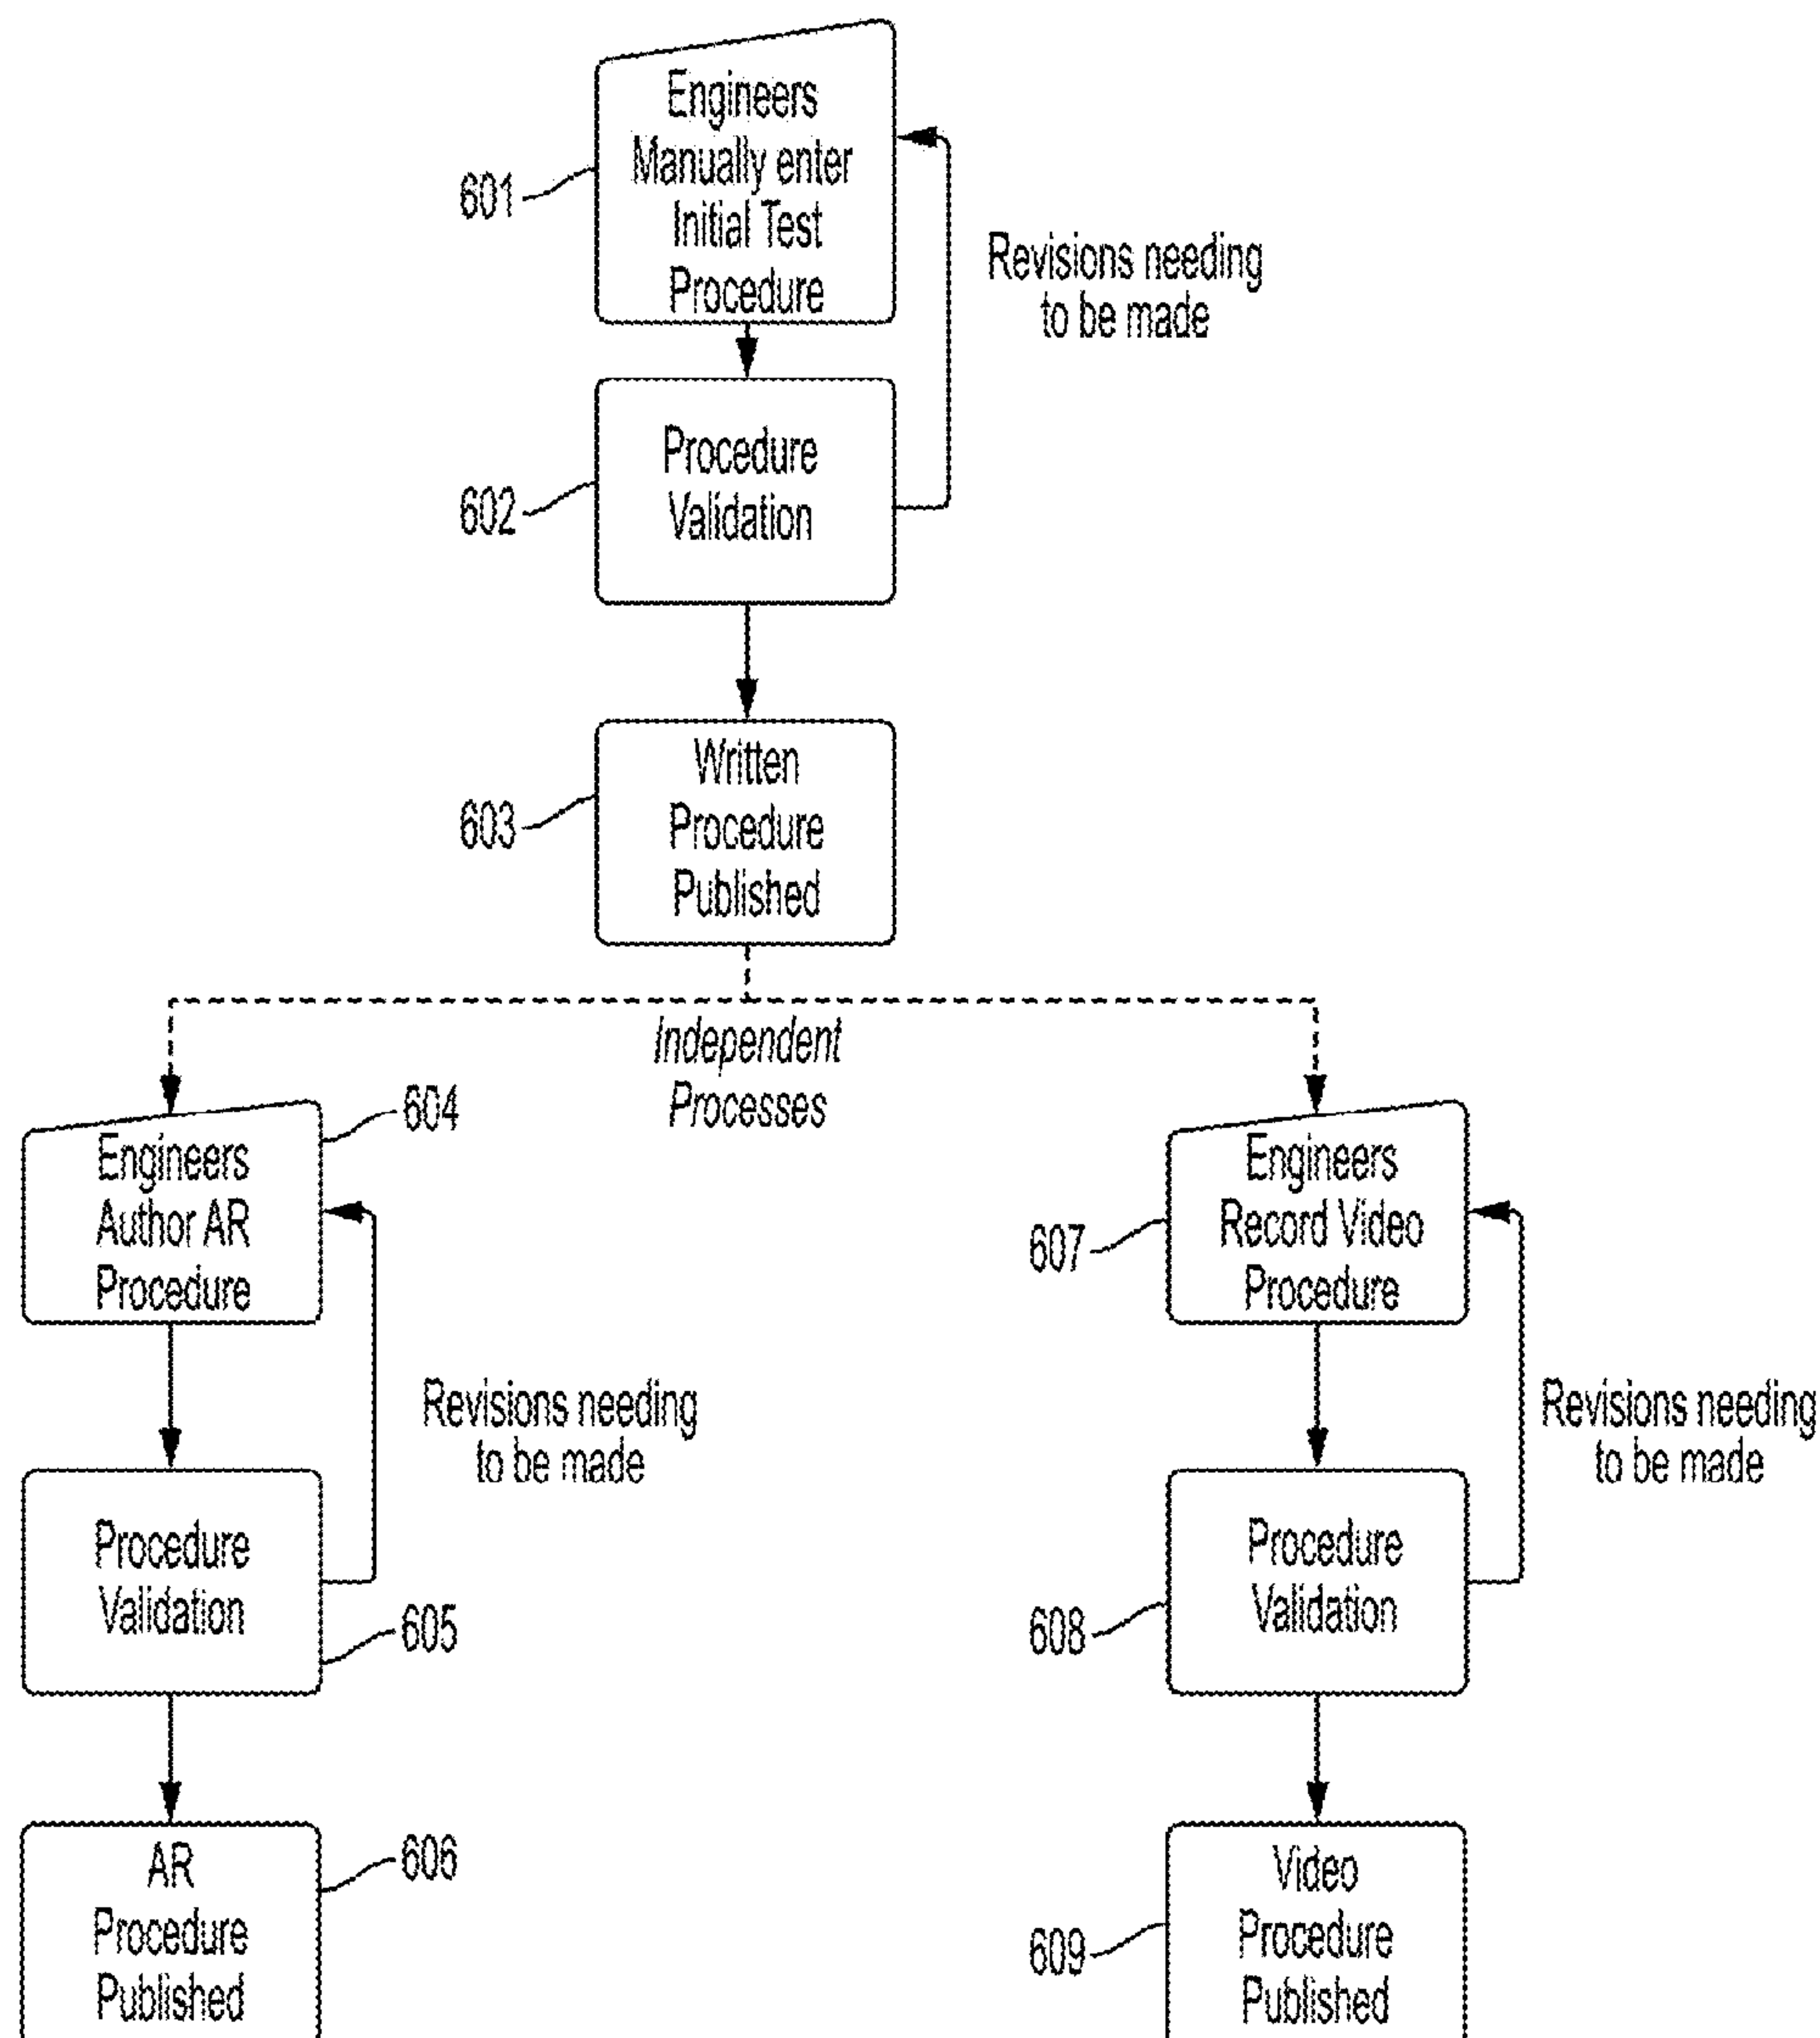 Engineers
Manually enter
Initial Test
Procedure
601
Revisions needing
to be made
Procedure
Validation
602
Written
Procedure
Published
603
Independent
Processes
Engineers
Author AR
Procedure
604
Revisions needing
to be made
Procedure
Validation
605
AR
Procedure
Published
606
Engineers
Record Video
Procedure
607
Revisions needing
to be made
Procedure
Validation
608
Video
Procedure
Published
609